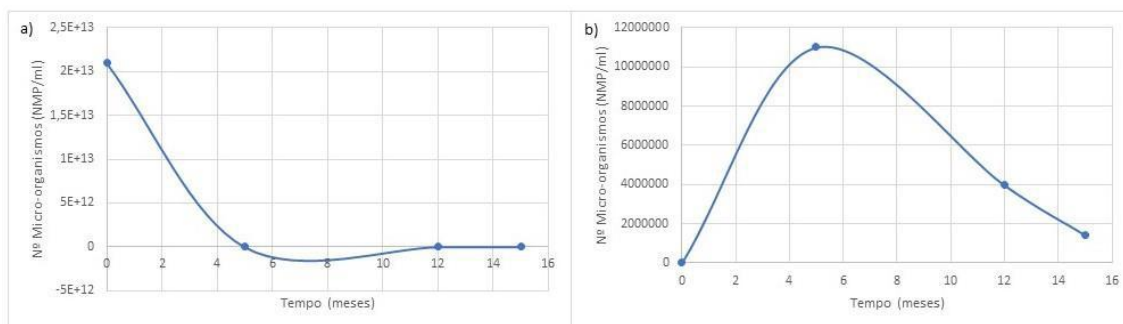 a)
Nº Micro-organismos (NMP/ml)
2,5E+13
2E+13
1,5E+13
1E+13
5E+12
0
-5E+12
0 2 4 6 8 10 12 14 16
Tempo (meses)
b)
Nº Micro-organismos (NMP/ml)
12000000
10000000
8000000
6000000
4000000
2000000
0
0 2 4 6 8 10 12 14 16
Tempo (meses)